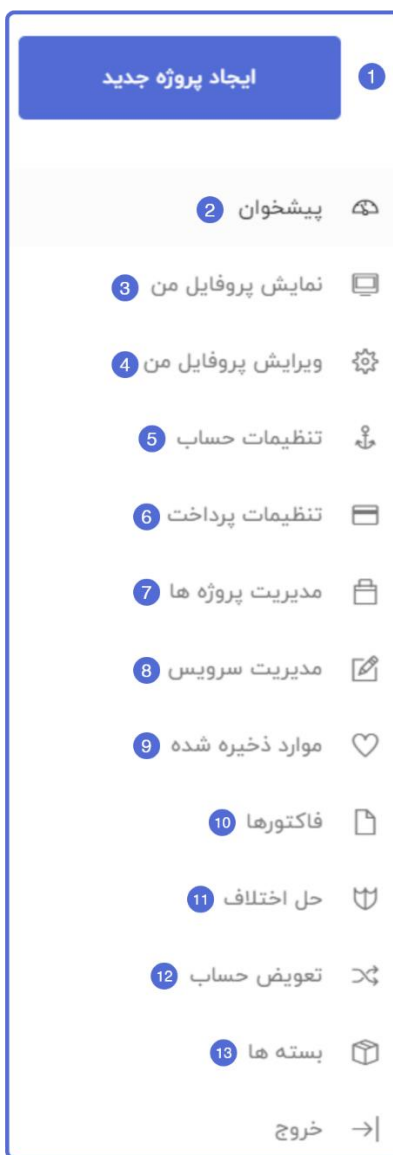 ایجاد پروژه جدید 1
پیشخوان 2
نمایش پروفایل من 3
ویرایش پروفایل من 4
تنظیمات حساب 5
تنظیمات پرداخت 6
مدیریت پروژه ها 7
مدیریت سرویس 8
موارد ذخیره شده 9
فاکتورها 10
حل اختلاف 11
تعویض حساب 12
بسته ها 13
خروج